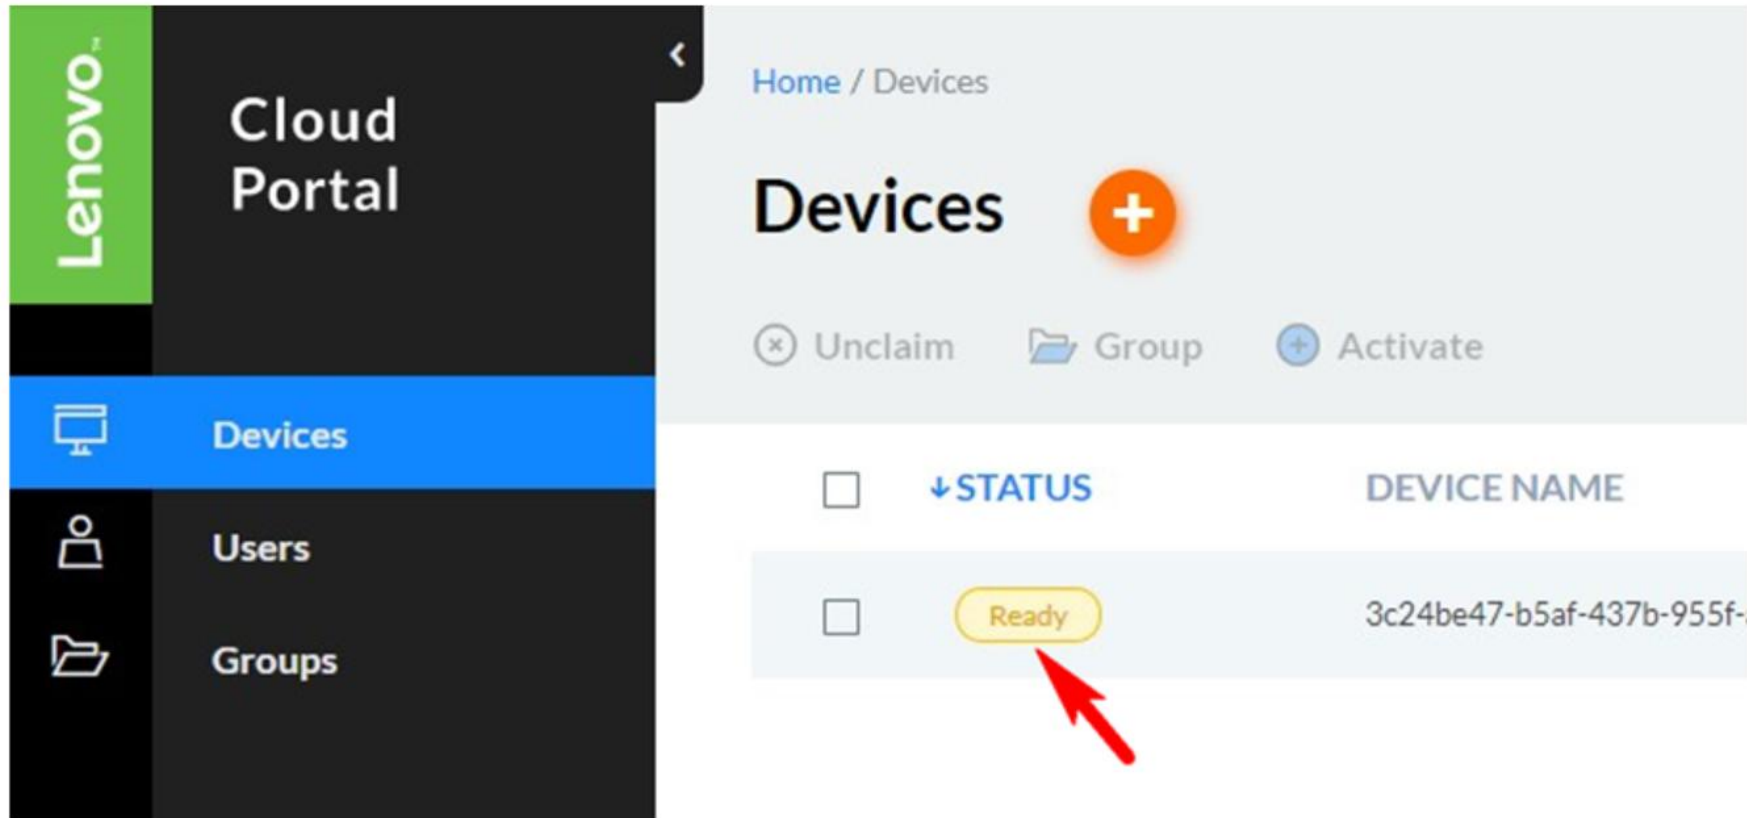 Lenovo™
Cloud
Portal
Devices
Users
Groups
Home / Devices
Devices
Unclaim Group Activate
STATUS DEVICE NAME
Ready 3c24be47-b5af-437b-955f-